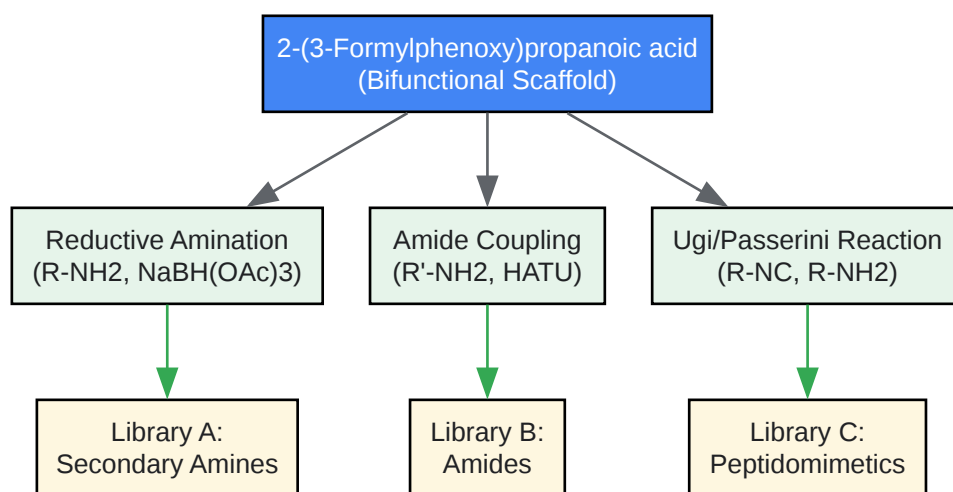 2-(3-Formylphenoxy)propanoic acid
(Bifunctional Scaffold)
Reductive Amination
(R-NH2, NaBH(OAc)3)
Amide Coupling
(R'-NH2, HATU)
Ugi/Passerini Reaction
(R-NC, R-NH2)
Library A:
Secondary Amines
Library B:
Amides
Library C:
Peptidomimetics